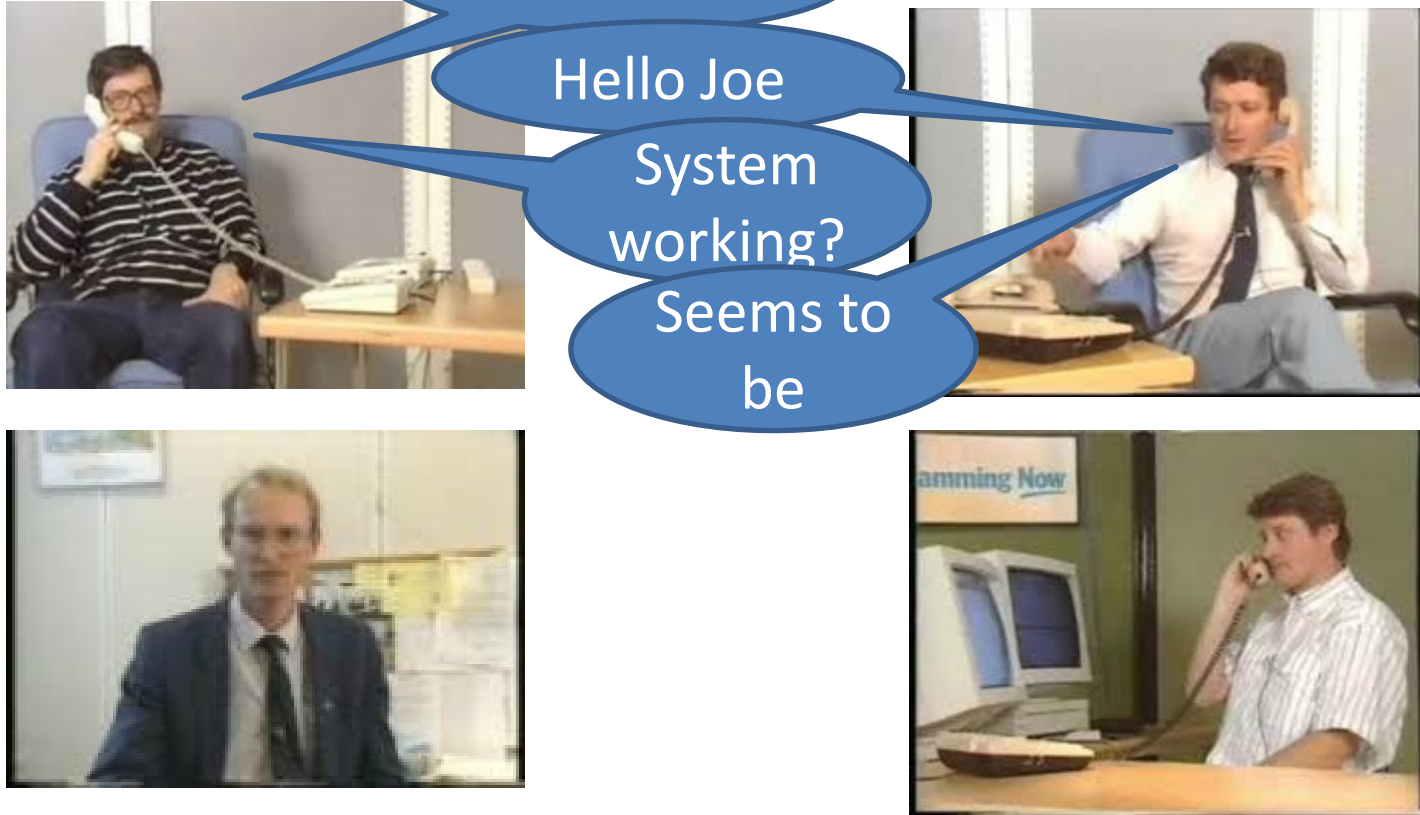 Hello Joe
System
working?
Seems to
be
amming Now